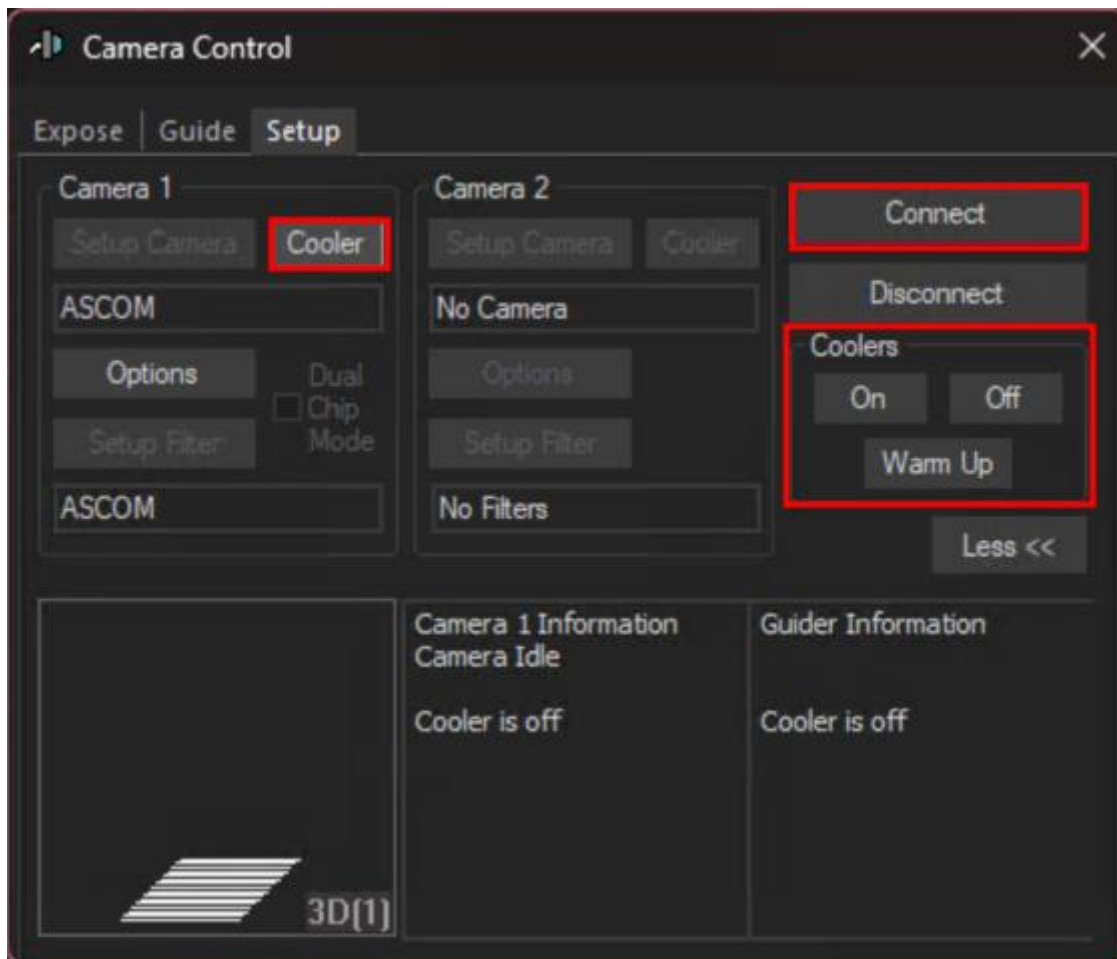 Camera Control
Expose Guide Setup
Camera 1
Setup Camera Cooler
ASCOM
Options
Dual
Chip
Mode
Setup Filter
ASCOM
Camera 2
Setup Camera Cooler
No Camera
Options
Setup Filter
No Filters
Connect
Disconnect
Coolers
On Off
Warm Up
Less <<
3D(1)
Camera 1 Information
Camera Idle
Cooler is off
Guider Information
Cooler is off